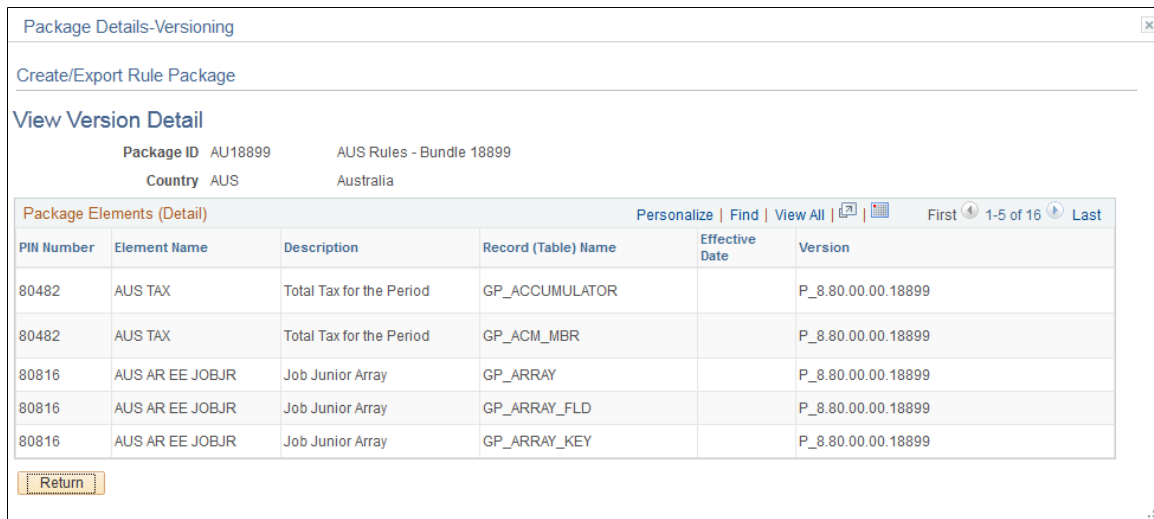 Package Details-Versioning
Create/Export Rule Package
View Version Detail
Package ID AU18899 AUS Rules - Bundle 18899
Country AUS Australia
Package Elements (Detail) Personalize | Find | View All | | First 1-5 of 16 Last
PIN Number Element Name Description Record (Table) Name Effective Date Version
80482 AUS TAX Total Tax for the Period GP_ACCUMULATOR P_8.80.00.00.18899
80482 AUS TAX Total Tax for the Period GP_ACM_MBR P_8.80.00.00.18899
80816 AUS AR EE JOBJR Job Junior Array GP_ARRAY P_8.80.00.00.18899
80816 AUS AR EE JOBJR Job Junior Array GP_ARRAY_FLD P_8.80.00.00.18899
80816 AUS AR EE JOBJR Job Junior Array GP_ARRAY_KEY P_8.80.00.00.18899
Return